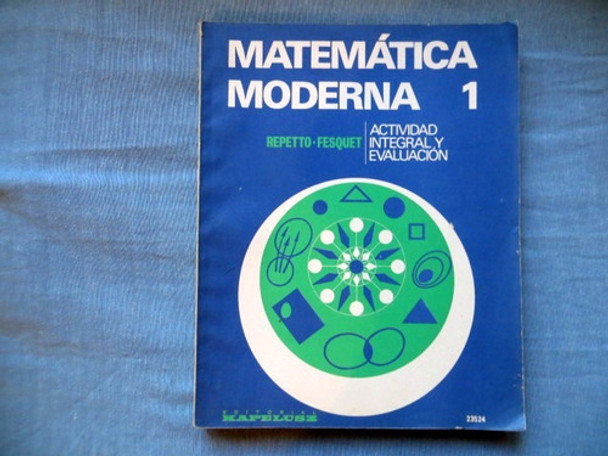 MATEMÁTICA
MODERNA 1
REPETTO·FESQUET
ACTIVIDAD
INTEGRAL Y
EVALUACIÓN
EDITORIAL
KAPELUSZ
23524